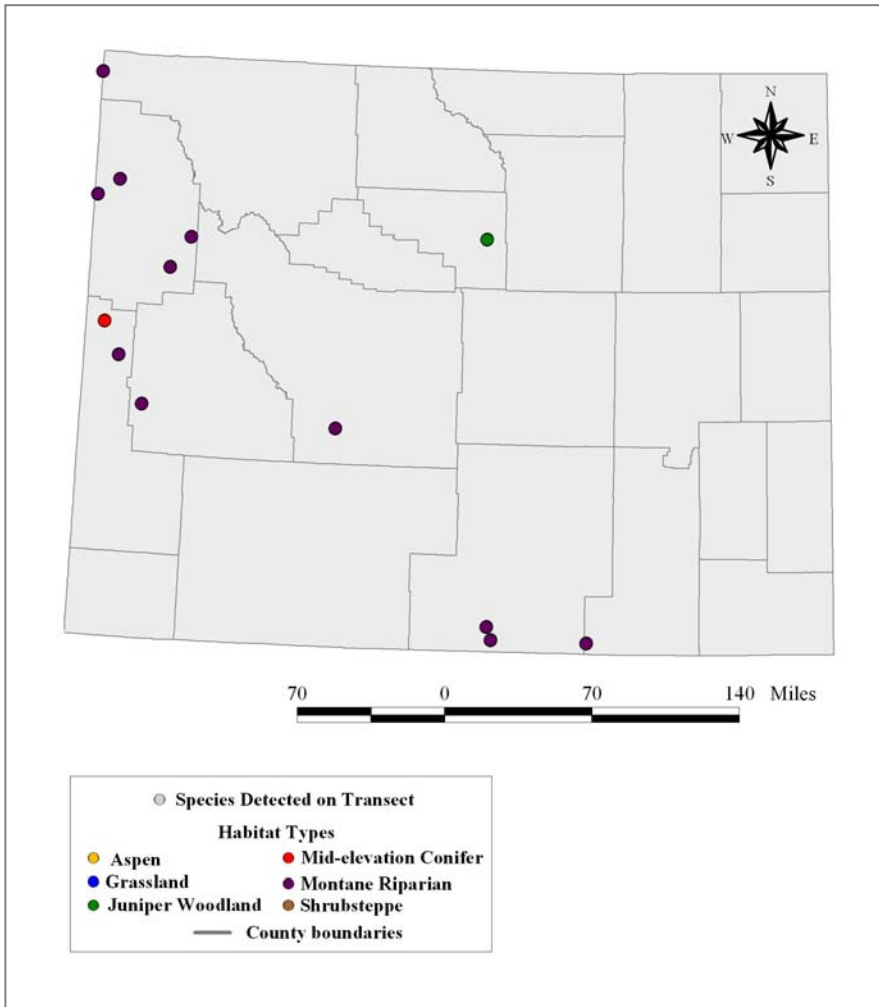 N
W E
S
70 0 70 140 Miles
Species Detected on Transect
Habitat Types
Aspen Mid-elevation Conifer
Grassland Montane Riparian
Juniper Woodland Shrubsteppe
County boundaries